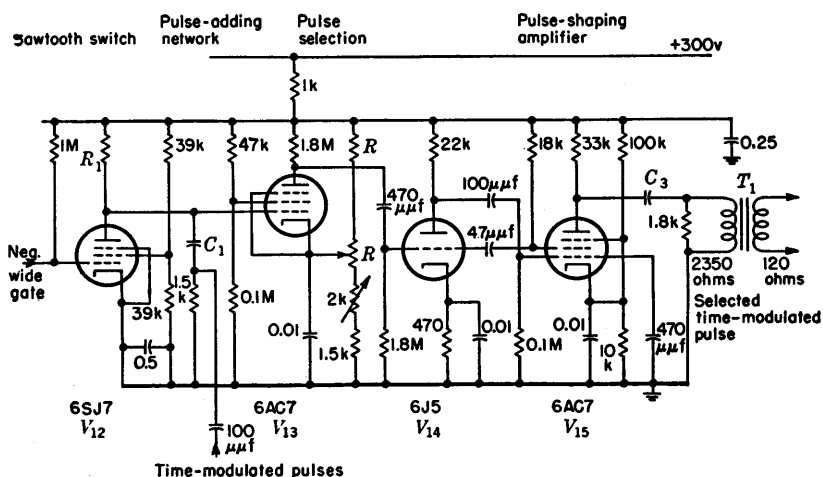 Sawtooth switch
Pulse-adding network
Pulse selection
Pulse-shaping amplifier
+300v
1k
1M
R1
39k
47k
1.8M
R
22k
18k
33k
100k
0.25
470 μμf
100μμf
C3
T1
C1
47μμf
1.8k
Neg. wide gate
R
2350 ohms
120 ohms
1.5 k
2k
Selected time-modulated pulse
39k
0.1M
0.01
470
0.01
0.01
470 μμf
0.5
1.5k
1.8M
0.1M
10 k
6SJ7
V12
6AC7
V13
6J5
V14
6AC7
V15
100 μμf
Time-modulated pulses